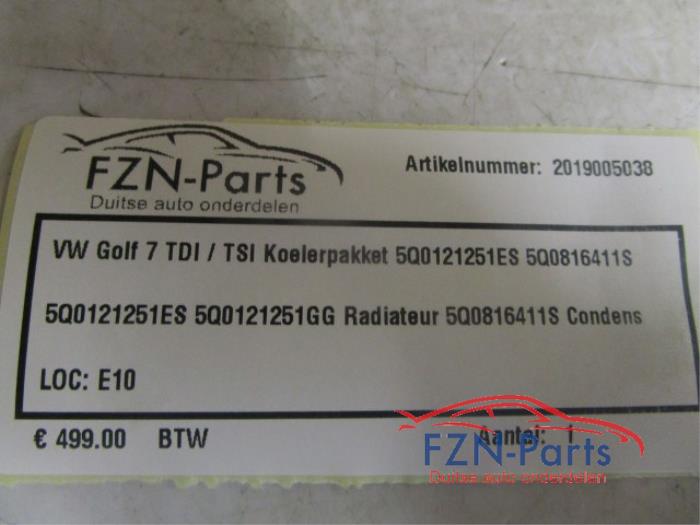 FZN-Parts
Duitse auto onderdelen
Artikelnummer: 2019005038
VW Golf 7 TDI / TSI Koelerpakket 5Q0121251ES 5Q0816411S
5Q0121251ES 5Q0121251GG Radiateur 5Q0816411S Condens
LOC: E10
€ 499.00 BTW Aantal: 1
FZN-Parts
Duitse auto onderdelen